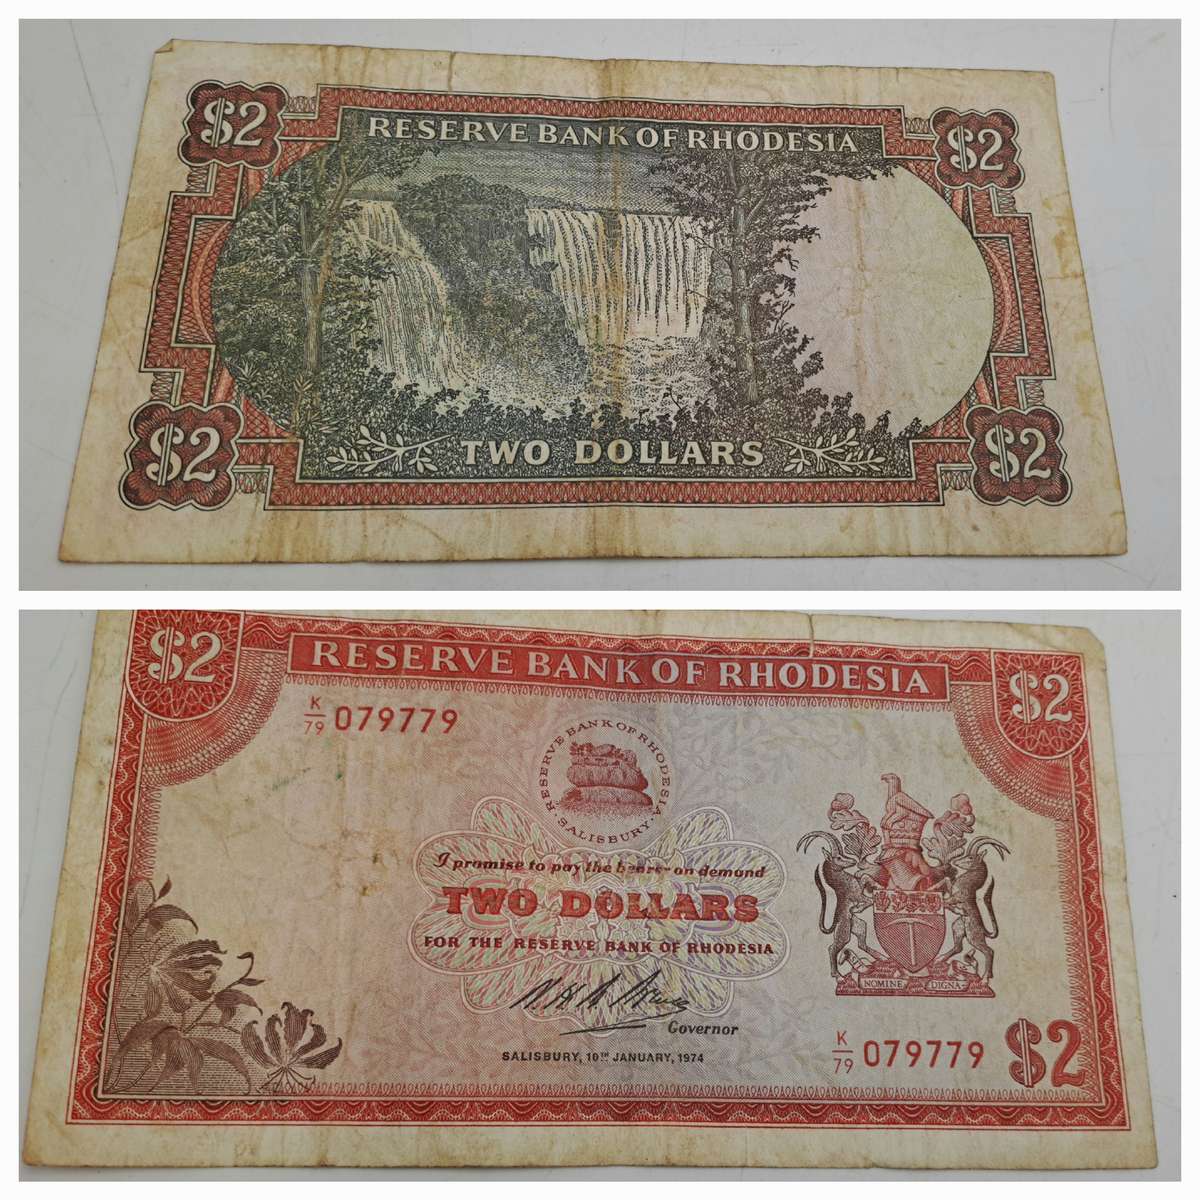 $2 $2
RESERVE BANK OF RHODESIA
$2 $2
TWO DOLLARS
$2 $2
RESERVE BANK OF RHODESIA
K/79 079779
RESERVE BANK OF RHODESIA
· SALISBURY ·
I promise to pay the bearer on demand
TWO DOLLARS
FOR THE RESERVE BANK OF RHODESIA
NOMINE DIGNA
Governor
SALISBURY, 10TH JANUARY, 1974
K/79 079779
$2